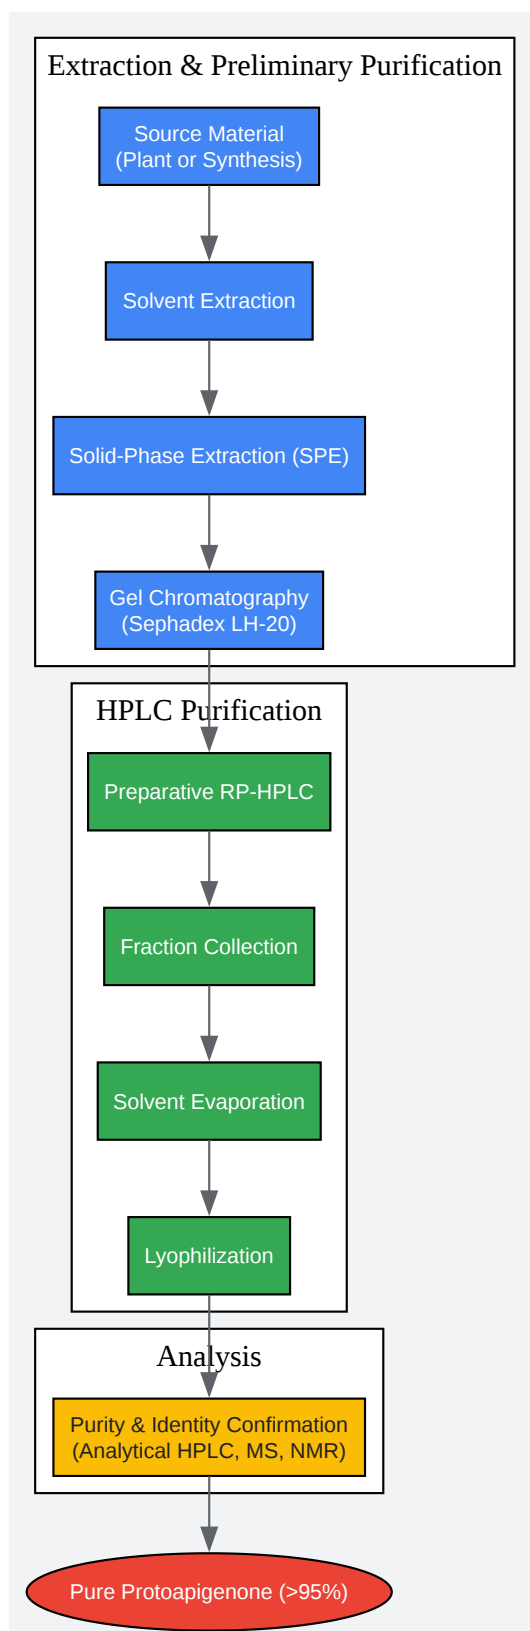 Extraction & Preliminary Purification
Source Material
(Plant or Synthesis)
Solvent Extraction
Solid-Phase Extraction (SPE)
Gel Chromatography
(Sephadex LH-20)
HPLC Purification
Preparative RP-HPLC
Fraction Collection
Solvent Evaporation
Lyophilization
Analysis
Purity & Identity Confirmation
(Analytical HPLC, MS, NMR)
Pure Protoapigenone (>95%)